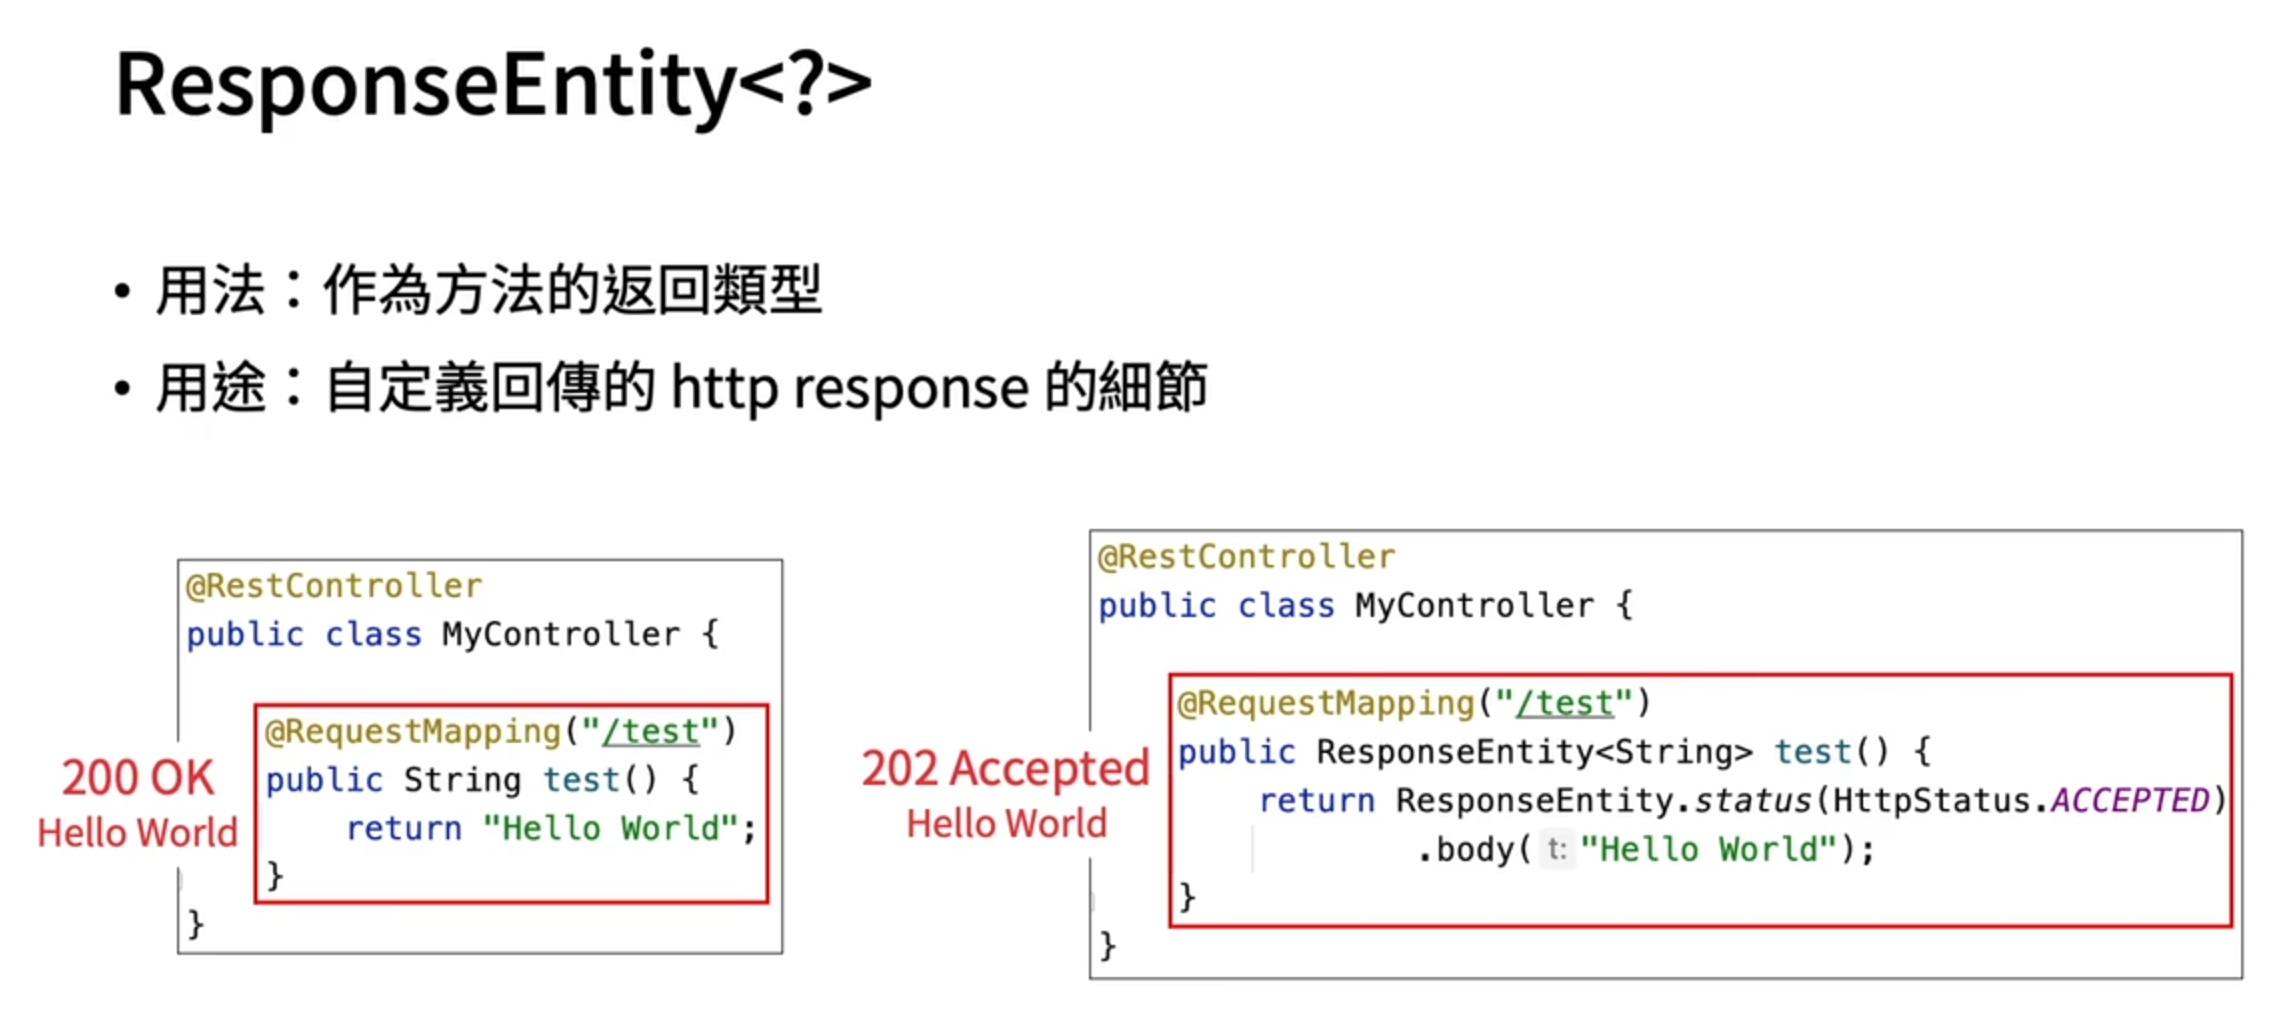 ResponseEntity<?>
• 用法：作為方法的返回類型
• 用途：自定義回傳的 http response 的細節
200 OK
Hello World
@RestController
public class MyController {
@RequestMapping("/test")
public String test() {
return "Hello World";
}
}
202 Accepted
Hello World
@RestController
public class MyController {
@RequestMapping("/test")
public ResponseEntity<String> test() {
return ResponseEntity.status(HttpStatus.ACCEPTED)
.body( t: "Hello World");
}
}